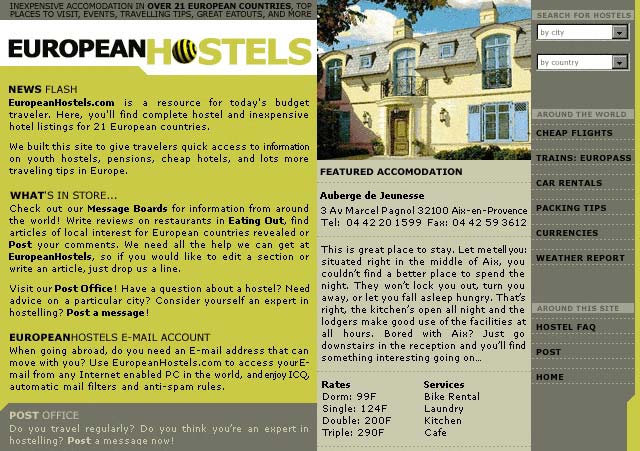 INEXPENSIVE ACCOMODATION IN OVER 21 EUROPEAN COUNTRIES, TOP
PLACES TO VISIT, EVENTS, TRAVELLING TIPS, GREAT EATOUTS, AND MORE
EUROPEANHOSTELS
NEWS FLASH
EuropeanHostels.com is a resource for today's budget
traveler. Here, you'll find complete hostel and inexpensive
hotel listings for 21 European countries.
We built this site to give travelers quick access to information
on youth hostels, pensions, cheap hotels, and lots more
traveling tips in Europe.
WHAT'S IN STORE...
Check out our Message Boards for information from around
the world! Write reviews on restaurants in Eating Out, find
articles of local interest for European countries revealed or
Post your comments. We need all the help we can get at
EuropeanHostels, so if you would like to edit a section or
write an article, just drop us a line.
Visit our Post Office! Have a question about a hostel? Need
advice on a particular city? Consider yourself an expert in
hostelling? Post a message!
EUROPEANHOSTELS E-MAIL ACCOUNT
When going abroad, do you need an E-mail address that can
move with you? Use EuropeanHostels.com to access your E-
mail from any Internet enabled PC in the world, and enjoy ICQ,
automatic mail filters and anti-spam rules.
POST OFFICE
Do you travel regularly? Do you think you're an expert in
hostelling? Post a message now!
FEATURED ACCOMODATION
Auberge de Jeunesse
3 Av Marcel Pagnol 32100 Aix-en-Provence
Tel: 04 42 20 1599 Fax: 04 42 59 3612
This is great place to stay. Let me tell you:
situated right in the middle of Aix, you
couldn't find a better place to spend the
night. They won't lock you out, turn you
away, or let you fall asleep hungry. That's
right, the kitchen's open all night and the
lodgers make good use of the facilities at
all hours. Bored with Aix? Just go
downstairs in the reception and you'll find
something interesting going on...
Rates
Dorm: 99F
Single: 124F
Double: 200F
Triple: 290F
Services
Bike Rental
Laundry
Kitchen
Cafe
SEARCH FOR HOSTELS
by city
by country
AROUND THE WORLD
CHEAP FLIGHTS
TRAINS: EUROPASS
CAR RENTALS
PACKING TIPS
CURRENCIES
WEATHER REPORT
AROUND THIS SITE
HOSTEL FAQ
POST
HOME